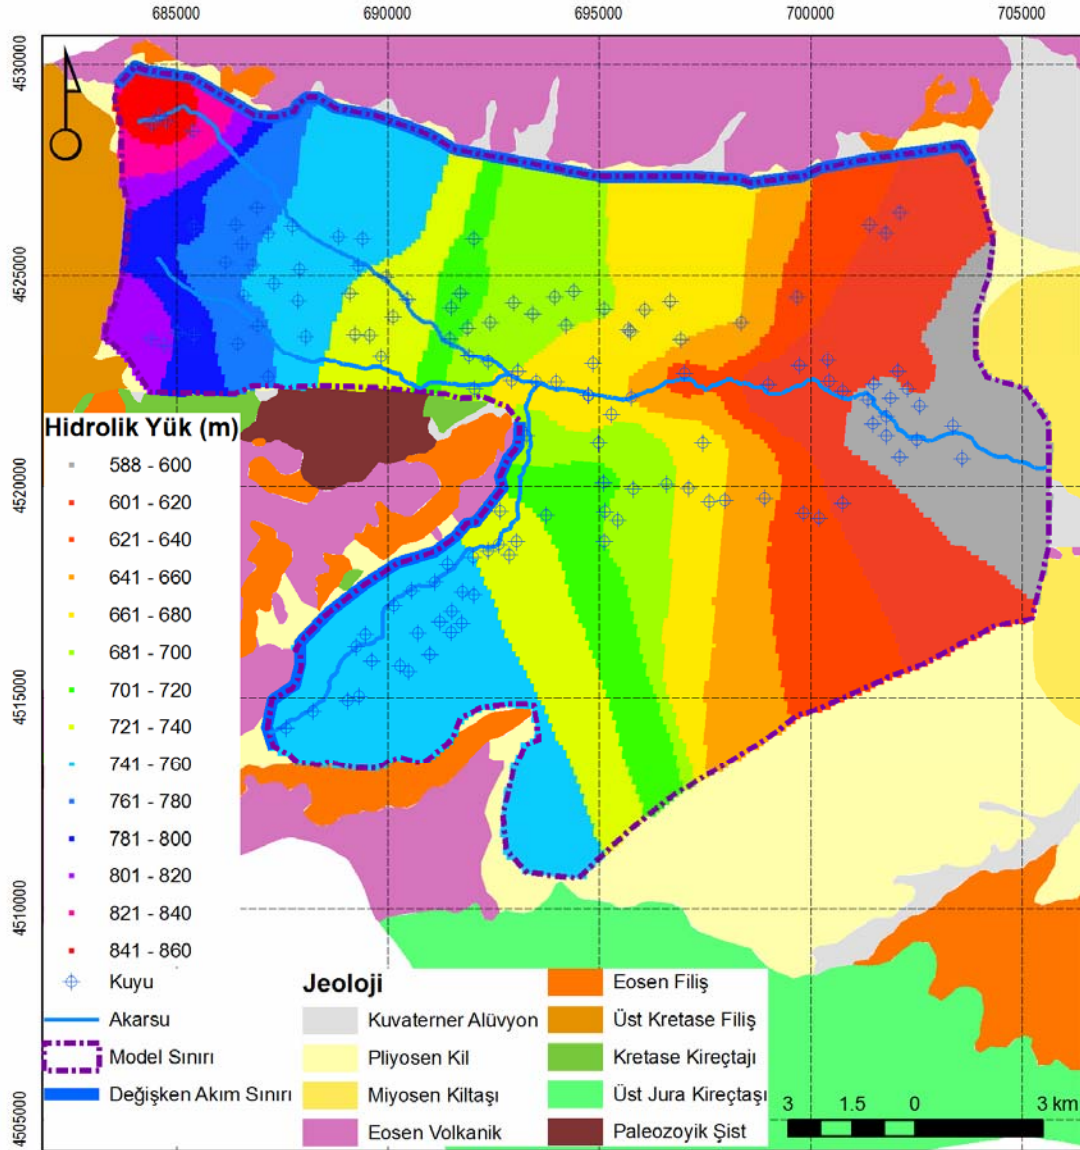 685000 690000 695000 700000 705000
4530000
4525000
4520000
4515000
4510000
4505000
Hidrolik Yük (m)
588 - 600
601 - 620
621 - 640
641 - 660
661 - 680
681 - 700
701 - 720
721 - 740
741 - 760
761 - 780
781 - 800
801 - 820
821 - 840
841 - 860
Kuyu
Akarsu
Model Sınırı
Değişken Akım Sınırı
Jeoloji
Kuvaterner Alüvyon
Pliyosen Kil
Miyosen Kiltaşı
Eosen Volkanik
Eosen Filiş
Üst Kretase Filiş
Kretase Kireçtajı
Üst Jura Kireçtaşı
Paleozoyik Şist
3 1.5 0 3 km